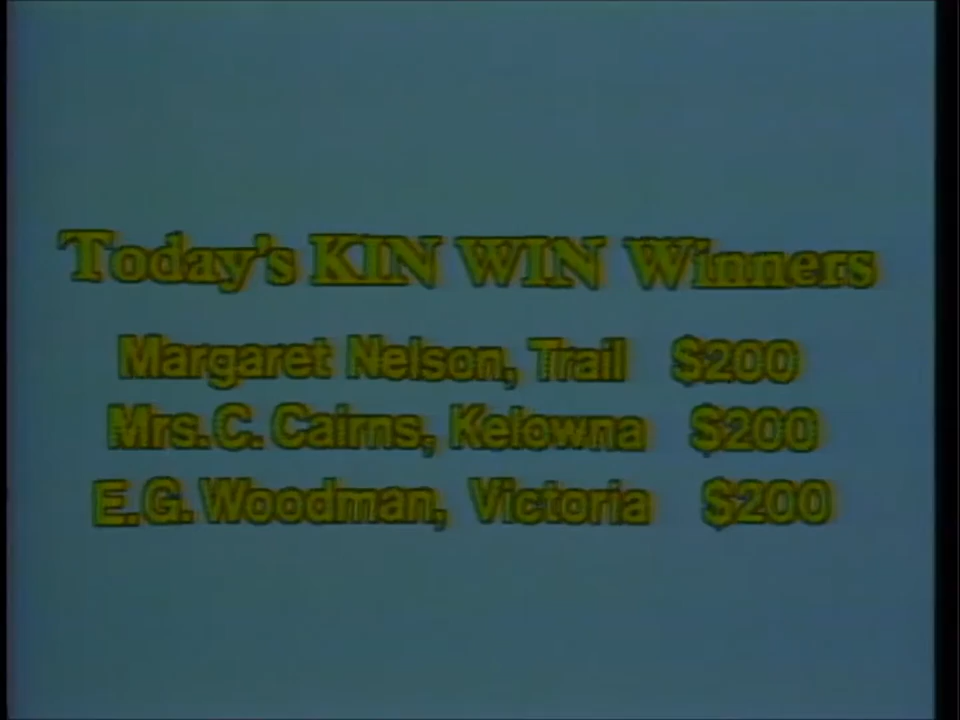 Today's KIN WIN Winners
Margaret Nelson, Trail $200
Mrs. C. Cairns, Kelowna $200
E.G. Woodman, Victoria $200